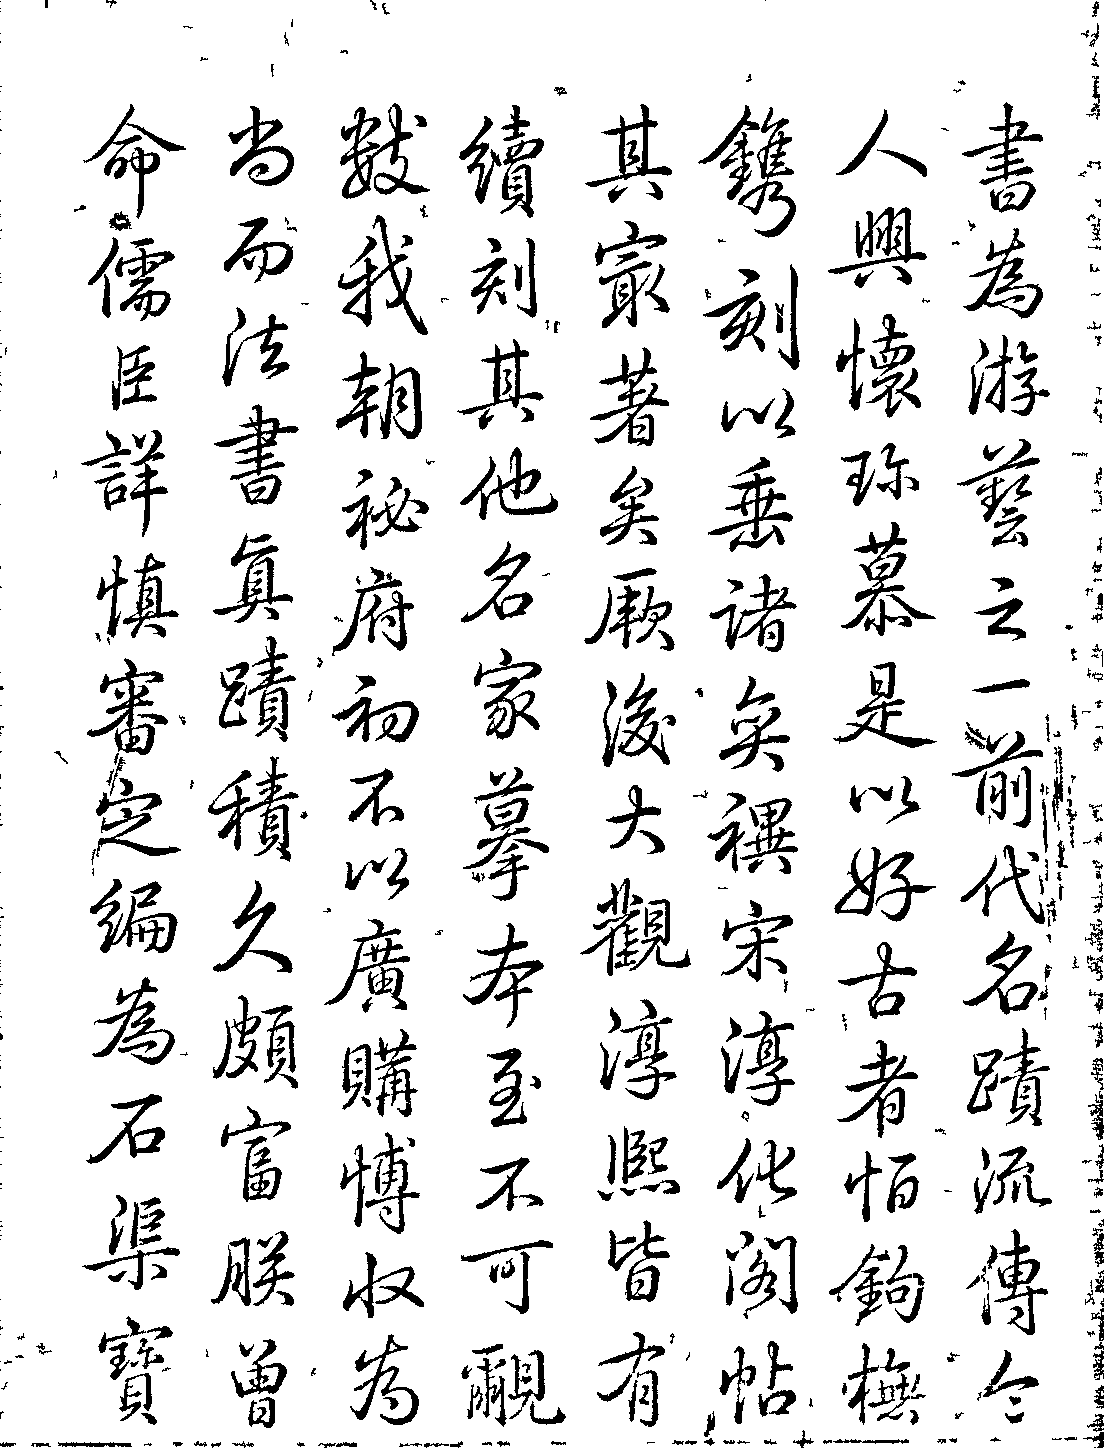 書為游藝之一前代名蹟流傳令
人興懷珎慕是以好古者怕鉤橅
鐫刻以垂諸奕禩宋淳化閣帖
其㝡著矣厥後大觀淳熙皆有
續刻其他名家摹本至不可覼
數我朝秘府初不以廣購博收為
尚而法書真蹟積久頗富朕曾
命儒臣詳慎審定編為石渠寶